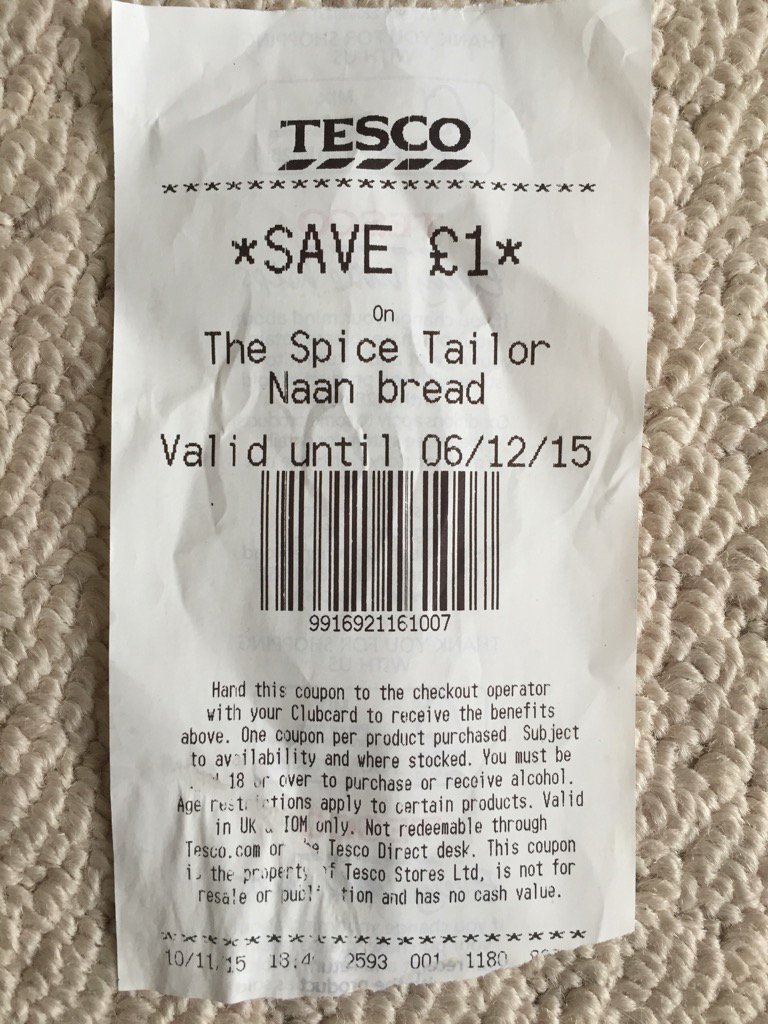 TESCO
*********************
*SAVE £1*
On
The Spice Tailor
Naan bread
Valid until 06/12/15
9916921161007
Hand this coupon to the checkout operator
with your Clubcard to receive the benefits
above. One coupon per product purchased Subject
to availability and where stocked. You must be
18 or over to purchase or receive alcohol.
Age restrictions apply to certain products. Valid
in UK & IOM only. Not redeemable through
Tesco.com or the Tesco Direct desk. This coupon
is the property of Tesco Stores Ltd, is not for
resale or publication and has no cash value.
*********************
10/11/15 2593 001 1180